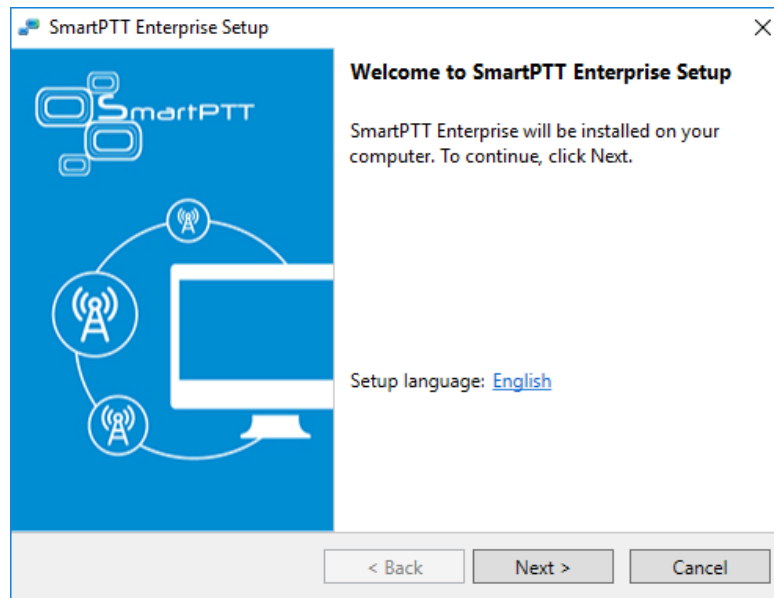 SmartPTT Enterprise Setup
SmartPTT
Welcome to SmartPTT Enterprise Setup
SmartPTT Enterprise will be installed on your
computer. To continue, click Next.
Setup language: English
< Back
Next >
Cancel